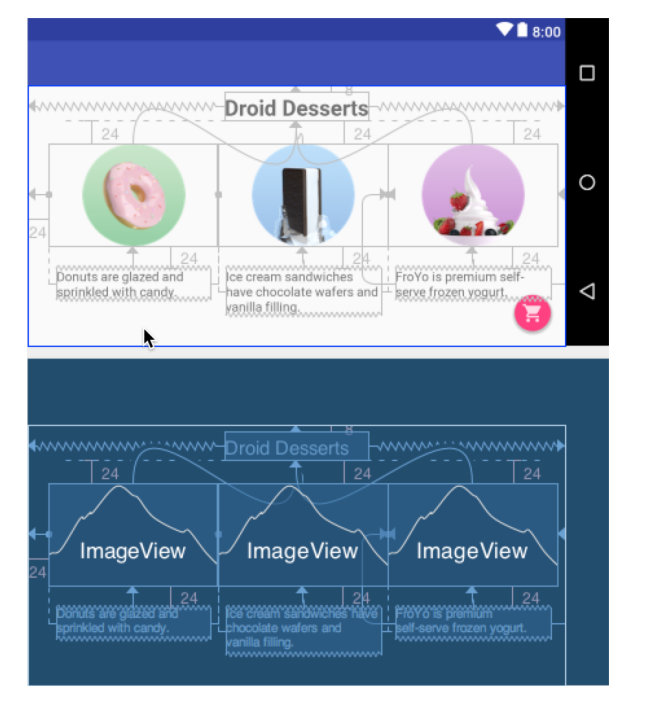 8:00
8
Droid Desserts
24
24
24
24
24
24
24
Donuts are glazed and
sprinkled with candy.
Ice cream sandwiches
have chocolate wafers and
vanilla filling.
FroYo is premium self-
serve frozen yogurt.
8
Droid Desserts
24
24
24
ImageView
ImageView
ImageView
24
24
24
Donuts are glazed and
sprinkled with candy.
Ice cream sandwiches have
chocolate wafers and
vanilla filling.
FroYo is premium
self-serve frozen yogurt.